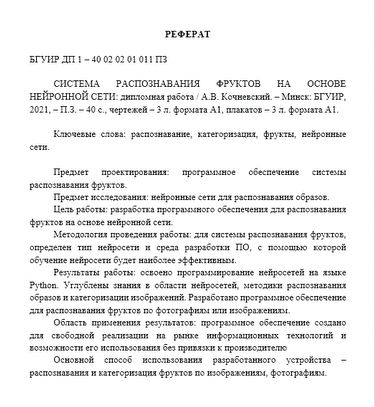 РЕФЕРАТ
БГУИР ДП 1 – 40 02 02 01 011 ПЗ
СИСТЕМА РАСПОЗНАВАНИЯ ФРУКТОВ НА ОСНОВЕ
НЕЙРОННОЙ СЕТИ: дипломная работа / А.В. Кочневский. – Минск: БГУИР,
2021, – П.З. – 40 с., чертежей – 3 л. формата А1, плакатов – 3 л. формата А1.
Ключевые слова: распознавание, категоризация, фрукты, нейронные
сети.
Предмет проектирования: программное обеспечение системы
распознавания фруктов.
Предмет исследования: нейронные сети для распознавания образов.
Цель работы: разработка программного обеспечения для распознавания
фруктов на основе нейронной сети.
Методология проведения работы: для системы распознавания фруктов,
определен тип нейросети и среда разработки ПО, с помощью которой
обучение нейросети будет наиболее эффективным.
Результаты работы: освоено программирование нейросетей на языке
Python. Углублены знания в области нейросетей, методики распознавания
образов и категоризации изображений. Разработано программное обеспечение
для распознавания фруктов по фотографиям или изображениям.
Область применения результатов: программное обеспечение создано
для свободной реализации на рынке информационных технологий и
возможности его использования без привязки к производителю
Основной способ использования разработанного устройства –
распознавания и категоризация фруктов по изображениям, фотографиям.